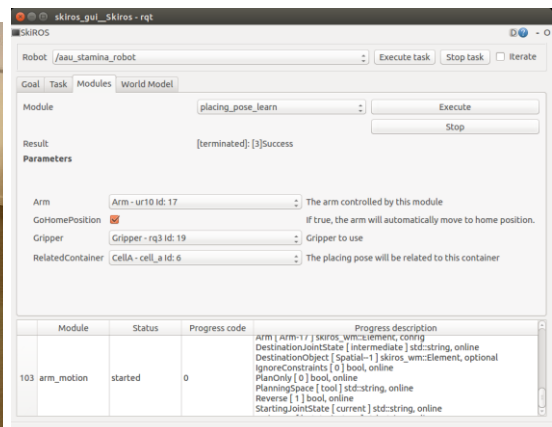 skiros_gui__Skiros - rqt
SkiROS D - O
Robot /aau_stamina_robot Execute task Stop task Iterate
Goal Task Modules World Model
Module placing_pose_learn Execute
Stop
Result [terminated]: [3]Success
Parameters
Arm Arm - ur10 Id: 17 The arm controlled by this module
GoHomePosition If true, the arm will automatically move to home position.
Gripper Gripper - rq3 Id: 19 Gripper to use
RelatedContainer CellA - cell_a Id: 6 The placing pose will be related to this container
Module Status Progress code Progress description
Arm [ Arm-17 ] skiros_wm::Element, config
DestinationJointState [ intermediate ] std::string, online
DestinationObject [ Spatial--1 ] skiros_wm::Element, optional
IgnoreConstraints [ 0 ] bool, online
103 arm_motion started 0 PlanOnly [ 0 ] bool, online
PlanningSpace [ tool ] std::string, online
Reverse [ 1 ] bool, online
StartingJointState [ current ] std::string, online